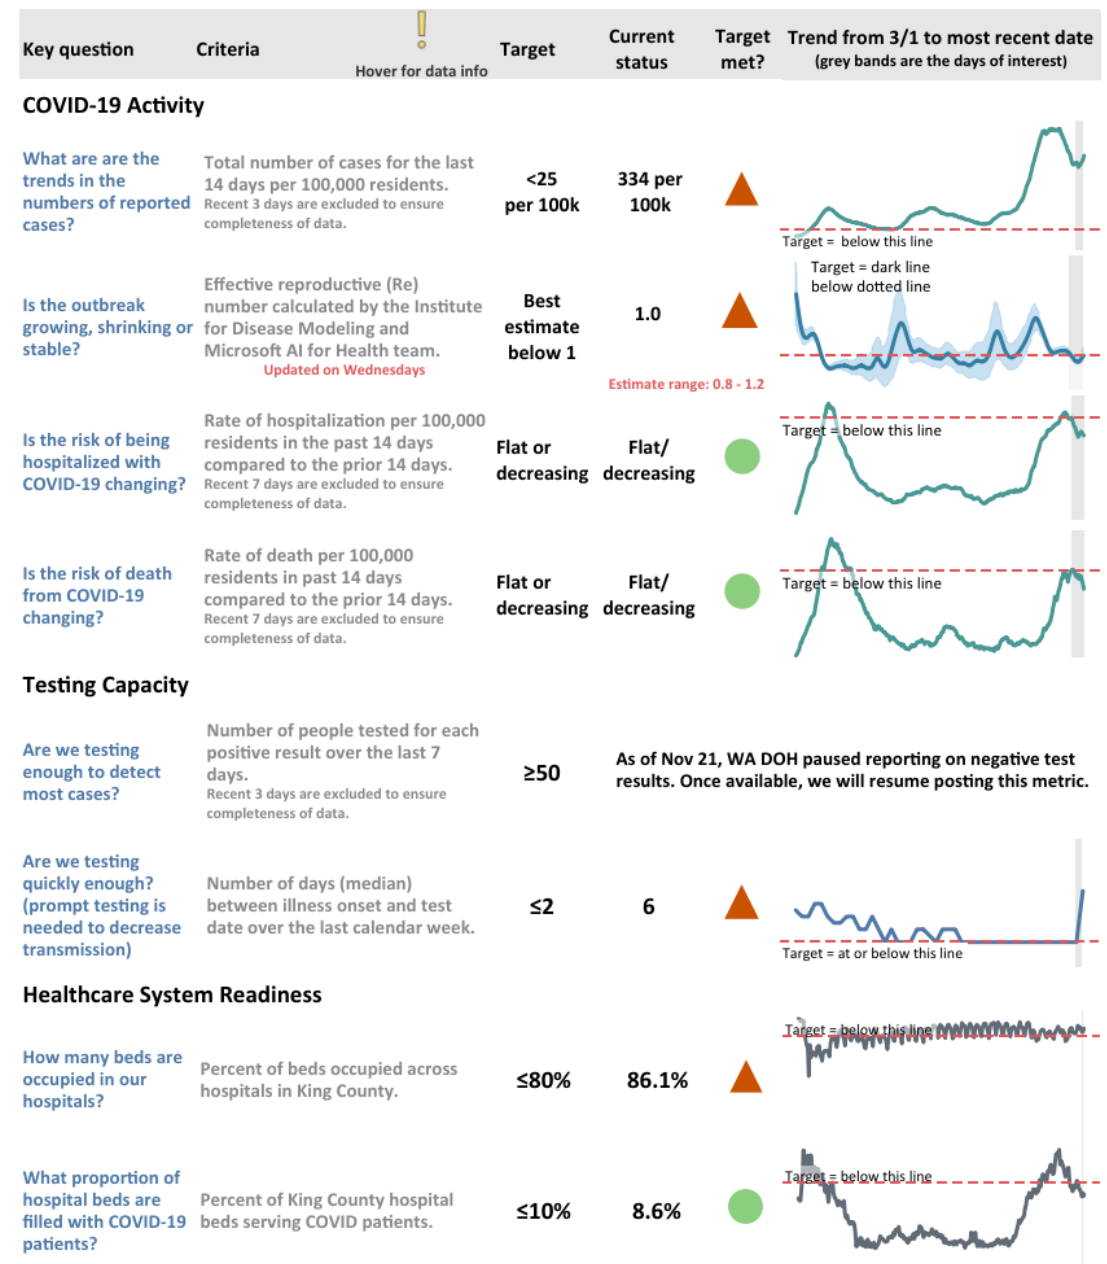 Key question
Criteria
!
Hover for data info
Target
Current
status
Target
met?
Trend from 3/1 to most recent date
(grey bands are the days of interest)
COVID-19 Activity
What are are the
trends in the
numbers of reported
cases?
Total number of cases for the last
14 days per 100,000 residents.
Recent 3 days are excluded to ensure
completeness of data.
<25
per 100k
334 per
100k
Target = below this line
Is the outbreak
growing, shrinking or
stable?
Effective reproductive (Re)
number calculated by the Institute
for Disease Modeling and
Microsoft AI for Health team.
Updated on Wednesdays
Best
estimate
below 1
1.0
Estimate range: 0.8 - 1.2
Target = dark line
below dotted line
Is the risk of being
hospitalized with
COVID-19 changing?
Rate of hospitalization per 100,000
residents in the past 14 days
compared to the prior 14 days.
Recent 7 days are excluded to ensure
completeness of data.
Flat or
decreasing
Flat/
decreasing
Target = below this line
Is the risk of death
from COVID-19
changing?
Rate of death per 100,000
residents in past 14 days
compared to the prior 14 days.
Recent 7 days are excluded to ensure
completeness of data.
Flat or
decreasing
Flat/
decreasing
Target = below this line
Testing Capacity
Are we testing
enough to detect
most cases?
Number of people tested for each
positive result over the last 7
days.
Recent 3 days are excluded to ensure
completeness of data.
≥50
As of Nov 21, WA DOH paused reporting on negative test
results. Once available, we will resume posting this metric.
Are we testing
quickly enough?
(prompt testing is
needed to decrease
transmission)
Number of days (median)
between illness onset and test
date over the last calendar week.
≤2
6
Target = at or below this line
Healthcare System Readiness
How many beds are
occupied in our
hospitals?
Percent of beds occupied across
hospitals in King County.
≤80%
86.1%
Target = below this line
What proportion of
hospital beds are
filled with COVID-19
patients?
Percent of King County hospital
beds serving COVID patients.
≤10%
8.6%
Target = below this line